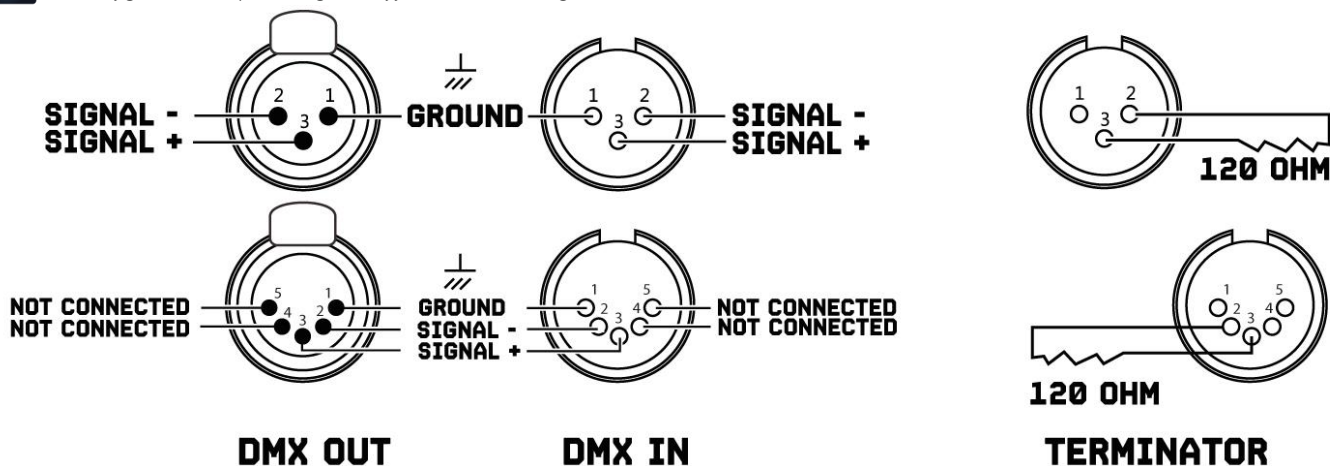 2 1
3
SIGNAL -
SIGNAL +
GROUND
1 2
3
SIGNAL -
SIGNAL +
1 2
3
120 OHM
5 1
4 3 2
NOT CONNECTED
NOT CONNECTED
GROUND
SIGNAL -
SIGNAL +
1 5
2 3 4
NOT CONNECTED
NOT CONNECTED
1 5
2 3 4
120 OHM
DMX OUT DMX IN TERMINATOR